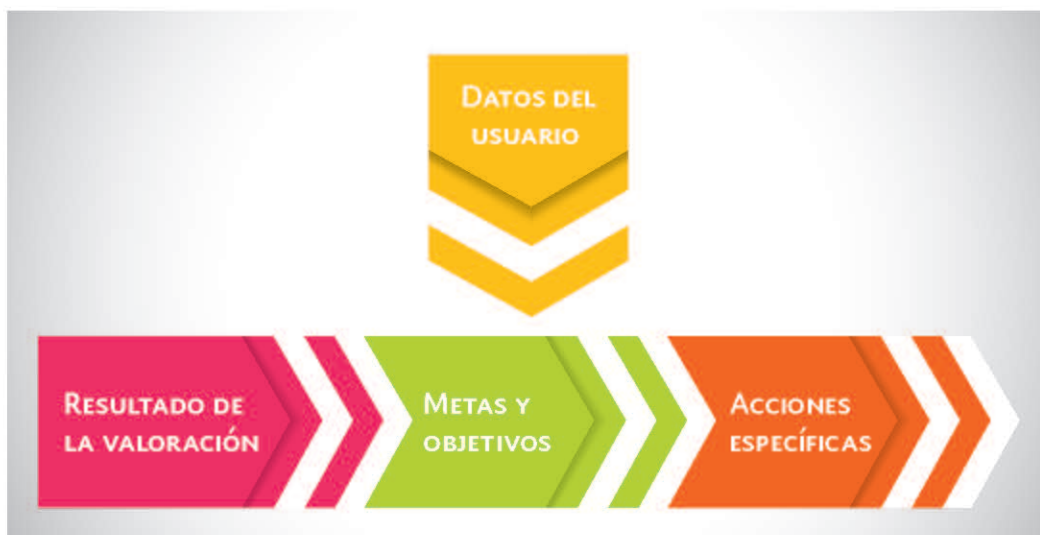 Datos del
usuario
Resultado de
la valoración
Metas y
objetivos
Acciones
específicas